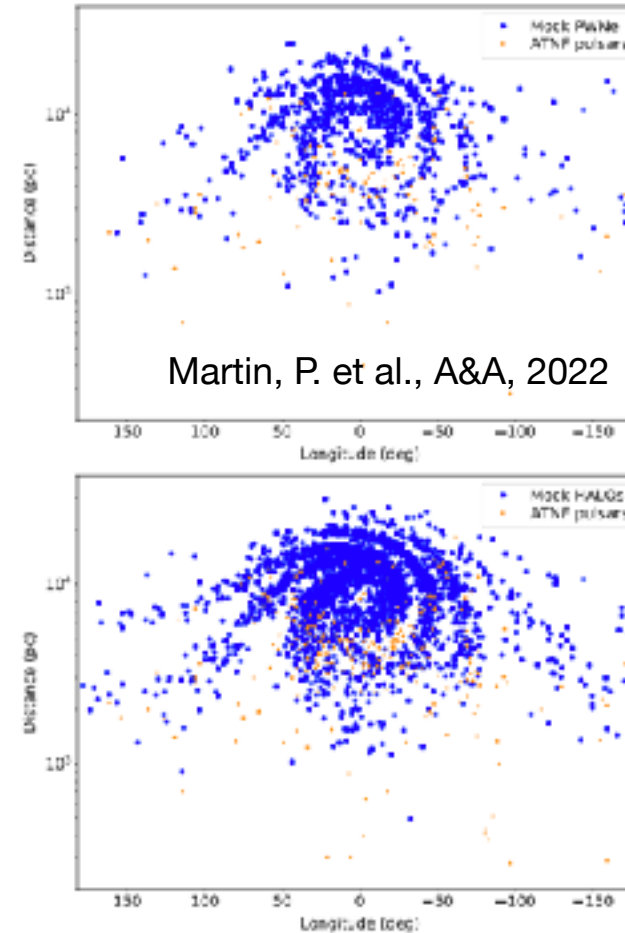 Mock PWNe
ATNF pulsars
10⁴
Distance (pc)
10³
Martin, P. et al., A&A, 2022
150 100 50 0 −50 −100 −150
Longitude (deg)
Mock HALOs
ATNF pulsars
10⁴
Distance (pc)
10³
150 100 50 0 −50 −100 −150
Longitude (deg)